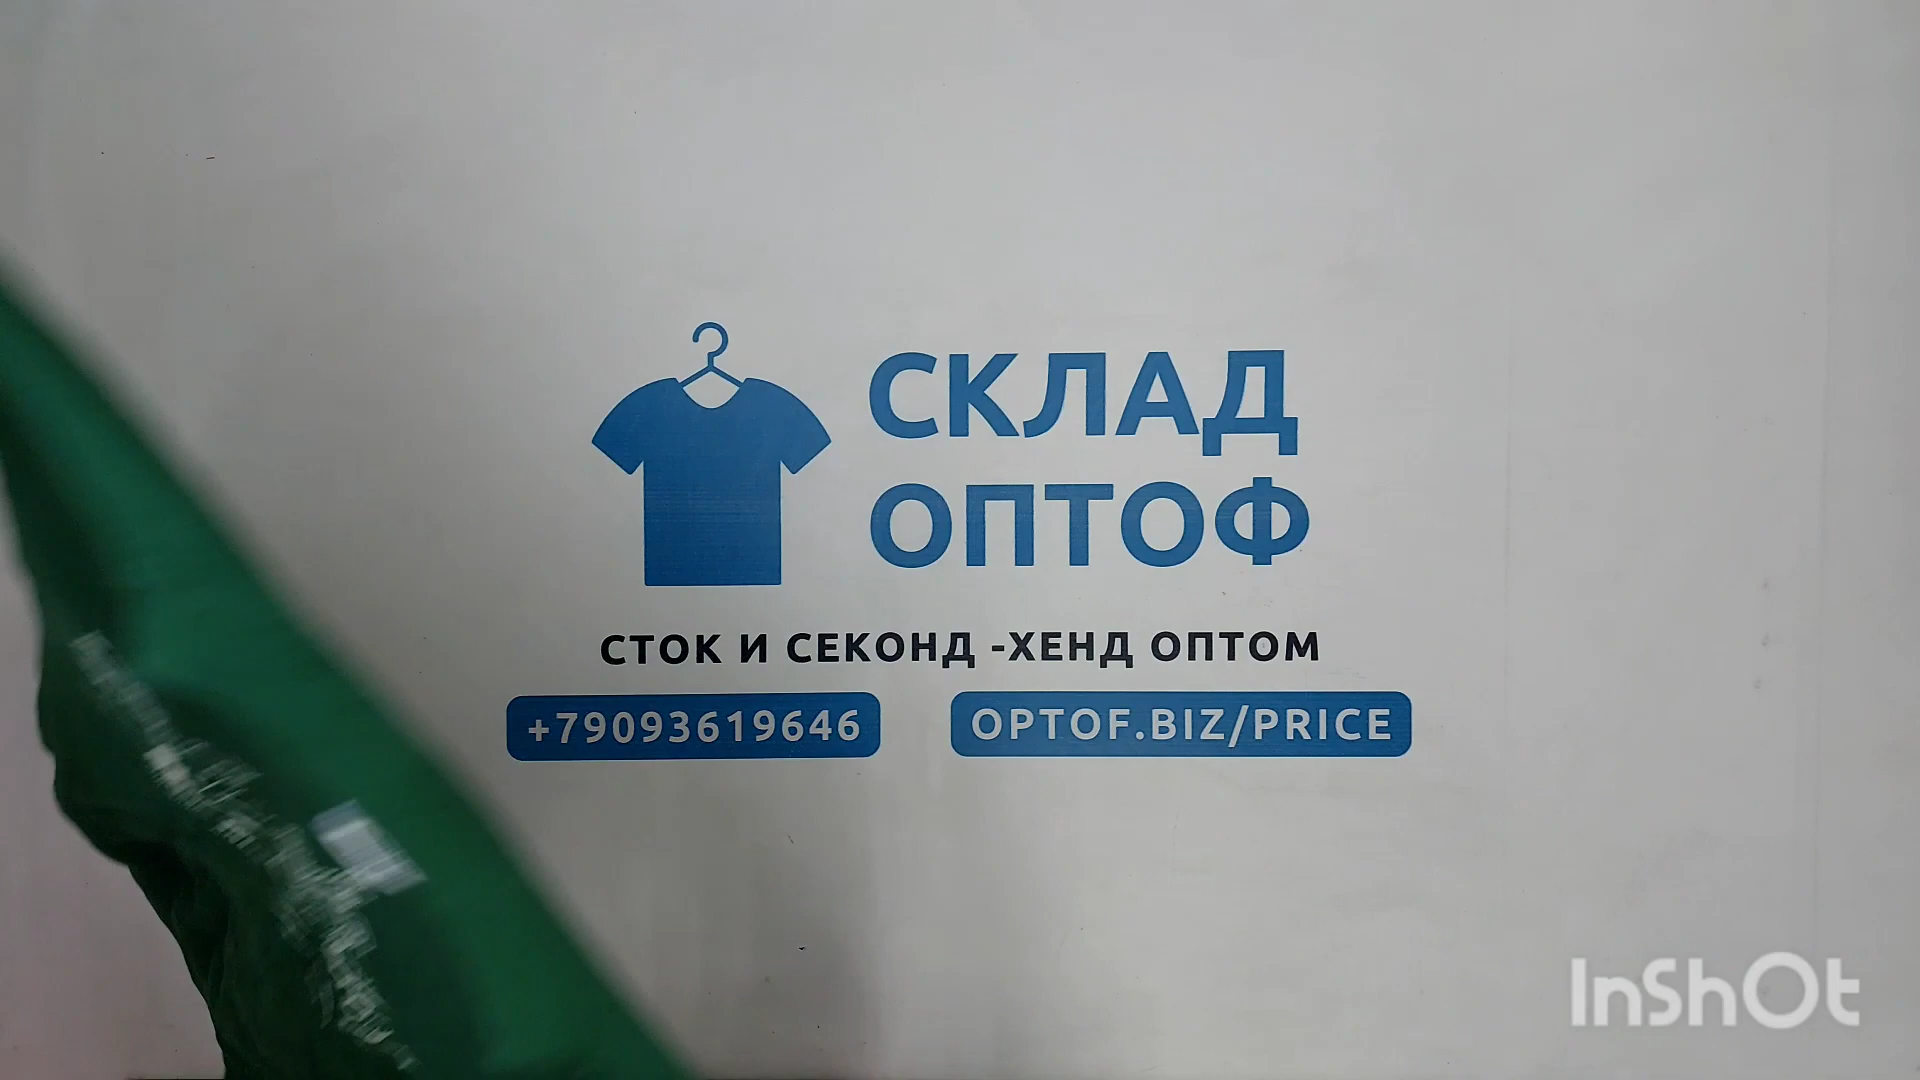 СКЛАД
ОПТОФ
СТОК И СЕКОНД -ХЕНД ОПТОМ
+79093619646
OPTOF.BIZ/PRICE
InShOt